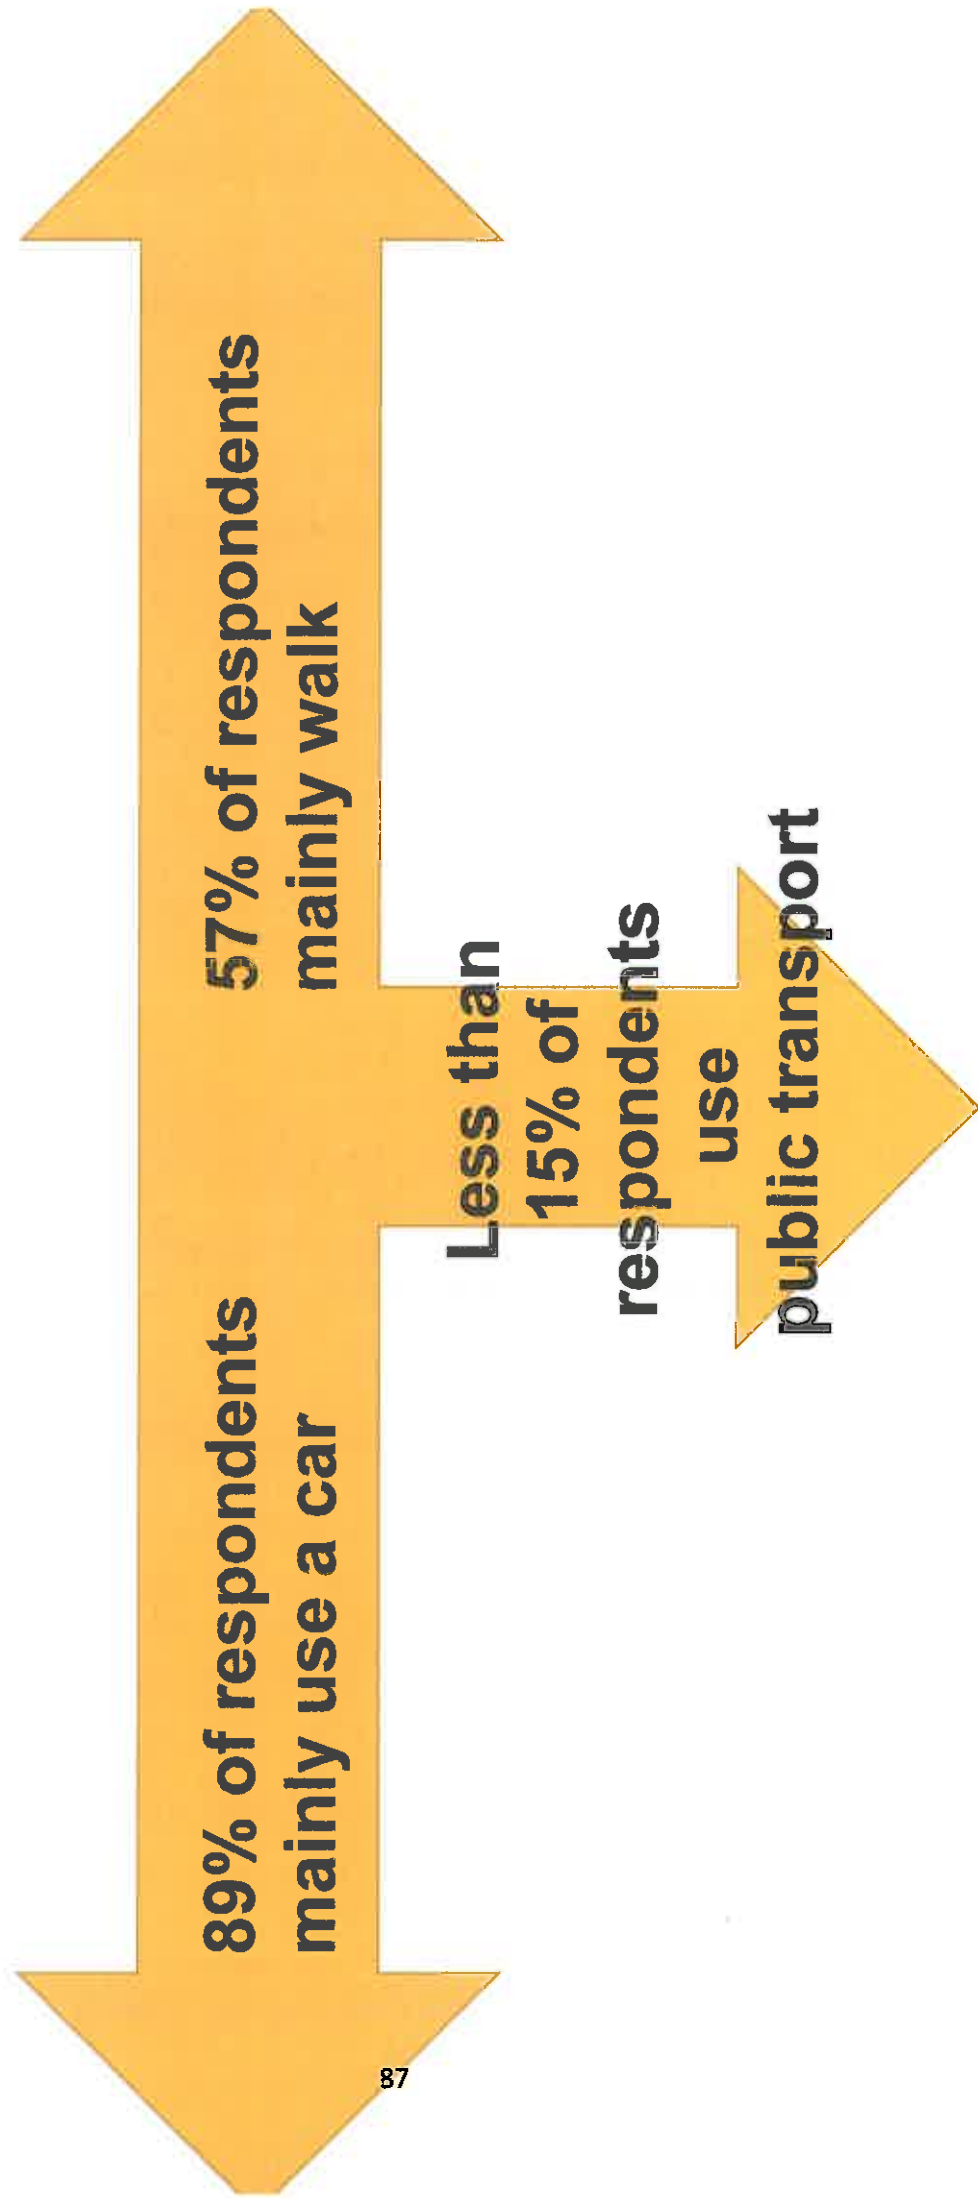 89% of respondents
mainly use a car
57% of respondents
mainly walk
Less than
15% of
respondents
use
public transport
87